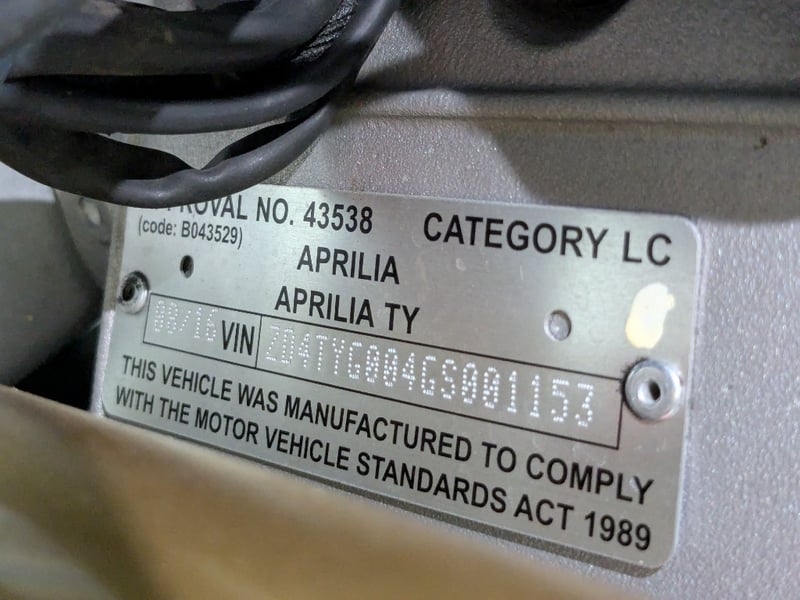 APPROVAL NO. 43538 CATEGORY LC
(code: B043529)
APRILIA
APRILIA TY
08/16 VIN ZD4TYG004GS001153
THIS VEHICLE WAS MANUFACTURED TO COMPLY
WITH THE MOTOR VEHICLE STANDARDS ACT 1989